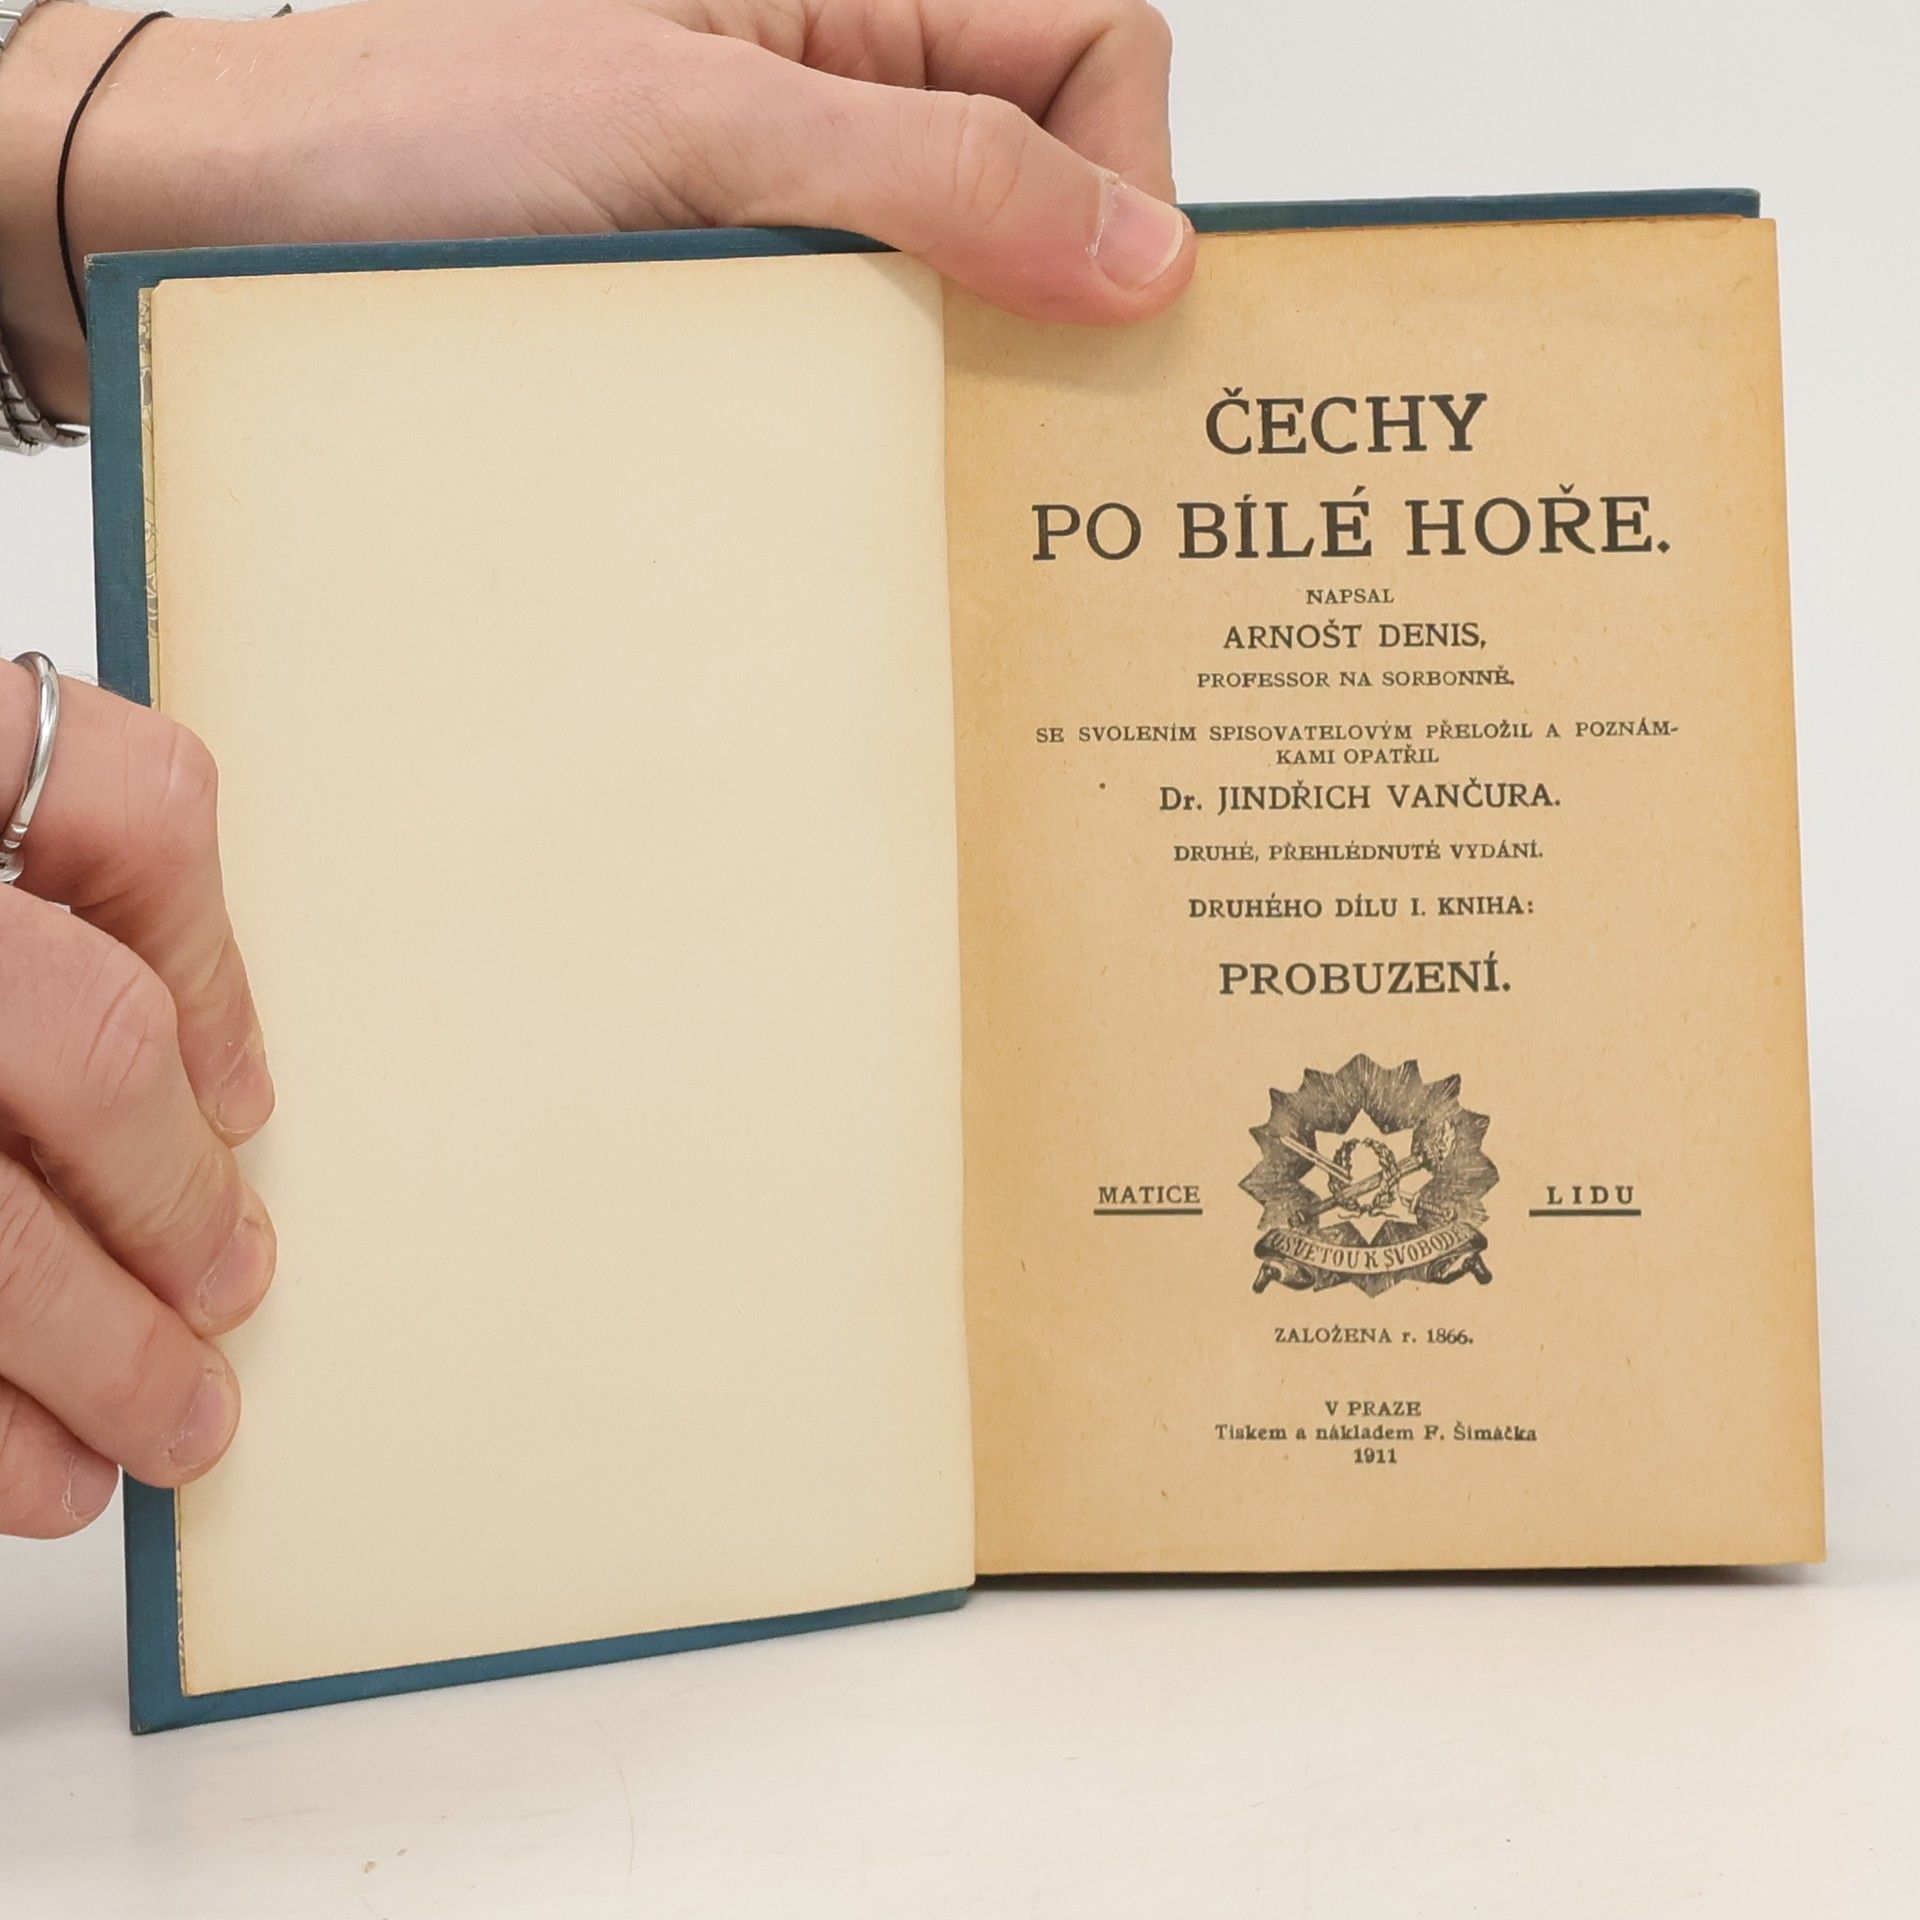 ČECHY
PO BÍLÉ HOŘE.
NAPSAL
ARNOŠT DENIS,
PROFESSOR NA SORBONNĚ.
SE SVOLENÍM SPISOVATELOVÝM PŘELOŽIL A POZNÁM-
KAMI OPATŘIL
Dr. JINDŘICH VANČURA.
DRUHÉ, PŘEHLÉDNUTÉ VYDÁNÍ.
DRUHÉHO DÍLU I. KNIHA:
PROBUZENÍ.
MATICE LIDU
OSVĚTOU K SVOBODĚ
ZALOŽENA r. 1866.
V PRAZE
Tiskem a nákladem F. Šimáčka
1911